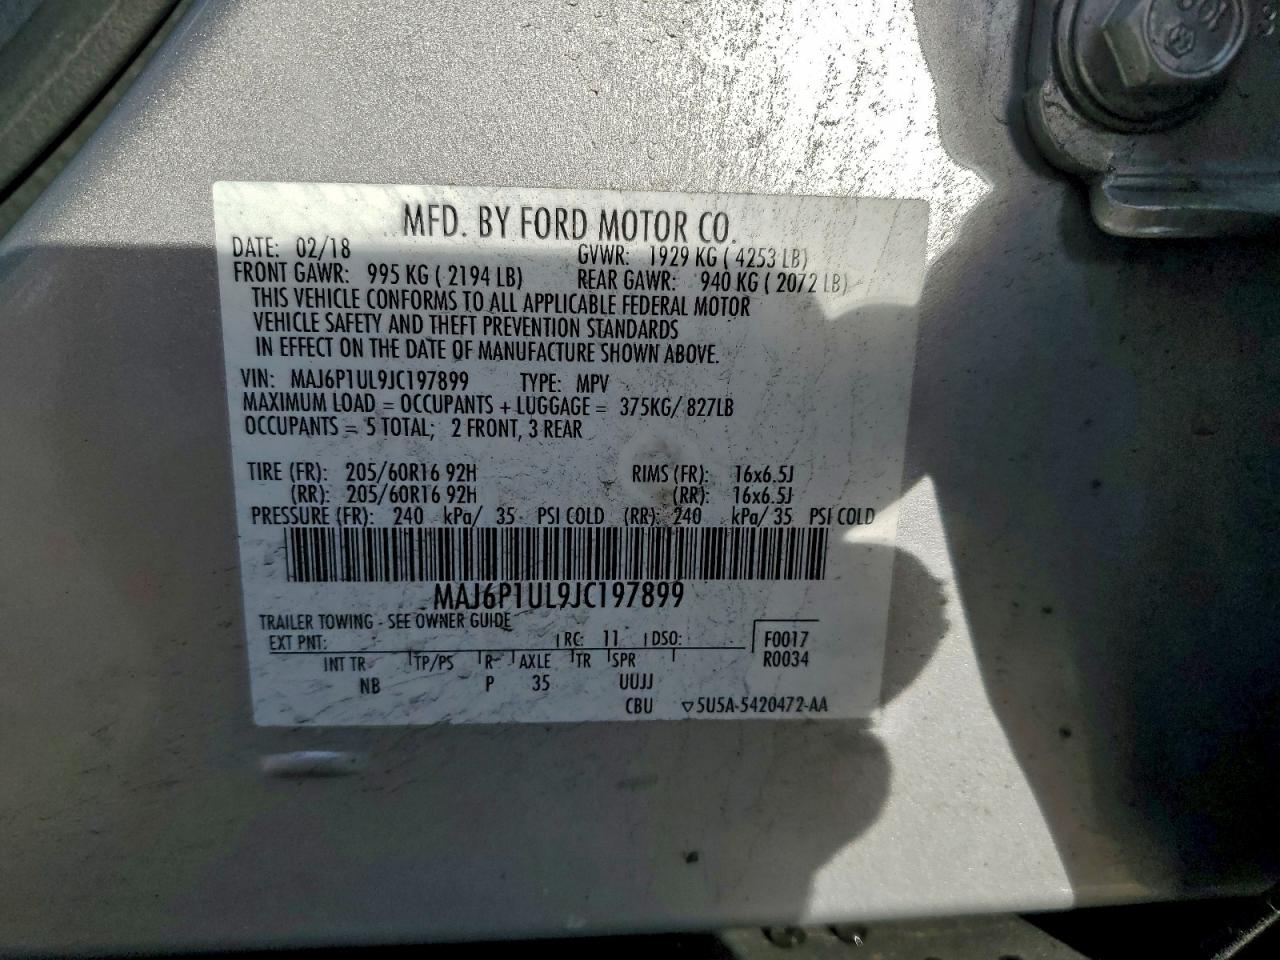 MFD. BY FORD MOTOR CO.
DATE: 02/18 GVWR: 1929 KG ( 4253 LB)
FRONT GAWR: 995 KG ( 2194 LB) REAR GAWR: 940 KG ( 2072 LB)
THIS VEHICLE CONFORMS TO ALL APPLICABLE FEDERAL MOTOR
VEHICLE SAFETY AND THEFT PREVENTION STANDARDS
IN EFFECT ON THE DATE OF MANUFACTURE SHOWN ABOVE.
VIN: MAJ6P1UL9JC197899 TYPE: MPV
MAXIMUM LOAD = OCCUPANTS + LUGGAGE = 375KG/ 827LB
OCCUPANTS = 5 TOTAL; 2 FRONT, 3 REAR
TIRE (FR): 205/60R16 92H RIMS (FR): 16x6.5J
(RR): 205/60R16 92H (RR): 16x6.5J
PRESSURE (FR): 240 kPa/ 35 PSI COLD (RR): 240 kPa/ 35 PSI COLD
MAJ6P1UL9JC197899
TRAILER TOWING - SEE OWNER GUIDE
EXT PNT: RC: 11 DSO: F0017
INT TR TP/PS R AXLE TR SPR R0034
NB P 35 UUJJ
CBU ▽5U5A-5420472-AA